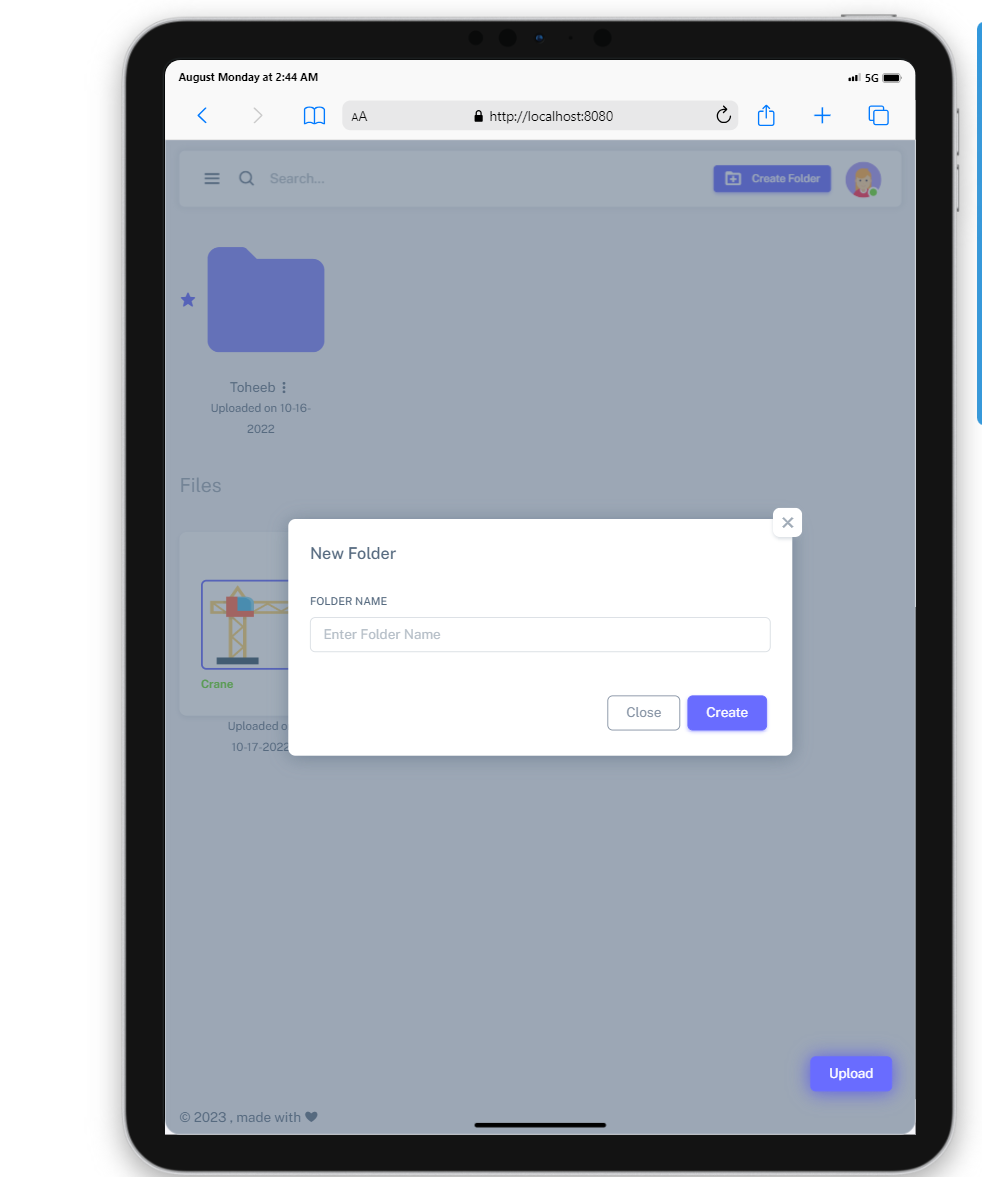 August Monday at 2:44 AM
5G
AA
http://localhost:8080
Search...
Create Folder
Toheeb
Uploaded on 10-16-
2022
Files
New Folder
FOLDER NAME
Enter Folder Name
Close
Create
Crane
Uploaded o
10-17-2022
Upload
© 2023 , made with